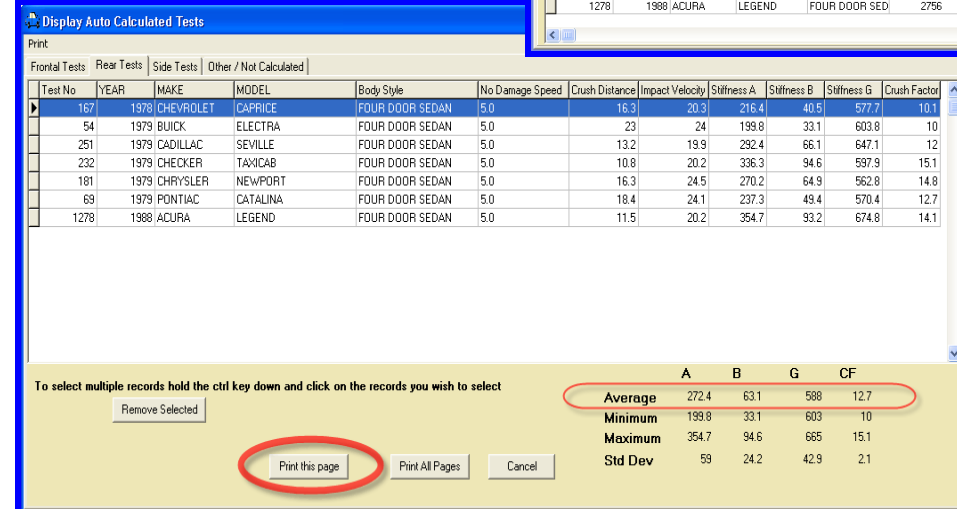 1278 1988 ACURA LEGEND FOUR DOOR SED 2756
Display Auto Calculated Tests
Print
Frontal Tests Rear Tests Side Tests Other / Not Calculated
Test No YEAR MAKE MODEL Body Style No Damage Speed Crush Distance Impact Velocity Stiffness A Stiffness B Stiffness G Crush Factor
167 1978 CHEVROLET CAPRICE FOUR DOOR SEDAN 5.0 16.3 20.3 216.4 40.5 577.7 10.1
54 1979 BUICK ELECTRA FOUR DOOR SEDAN 5.0 23 24 199.8 33.1 603.8 10
251 1979 CADILLAC SEVILLE FOUR DOOR SEDAN 5.0 13.2 19.9 292.4 66.1 647.1 12
232 1979 CHECKER TAXICAB FOUR DOOR SEDAN 5.0 10.8 20.2 336.3 94.6 597.9 15.1
181 1979 CHRYSLER NEWPORT FOUR DOOR SEDAN 5.0 16.3 24.5 270.2 64.9 562.8 14.8
69 1979 PONTIAC CATALINA FOUR DOOR SEDAN 5.0 18.4 24.1 237.3 49.4 570.4 12.7
1278 1988 ACURA LEGEND FOUR DOOR SEDAN 5.0 11.5 20.2 354.7 93.2 674.8 14.1
To select multiple records hold the ctrl key down and click on the records you wish to select
Remove Selected
Print this page Print All Pages Cancel
A B G CF
Average 272.4 63.1 588 12.7
Minimum 199.8 33.1 603 10
Maximum 354.7 94.6 665 15.1
Std Dev 59 24.2 42.9 2.1